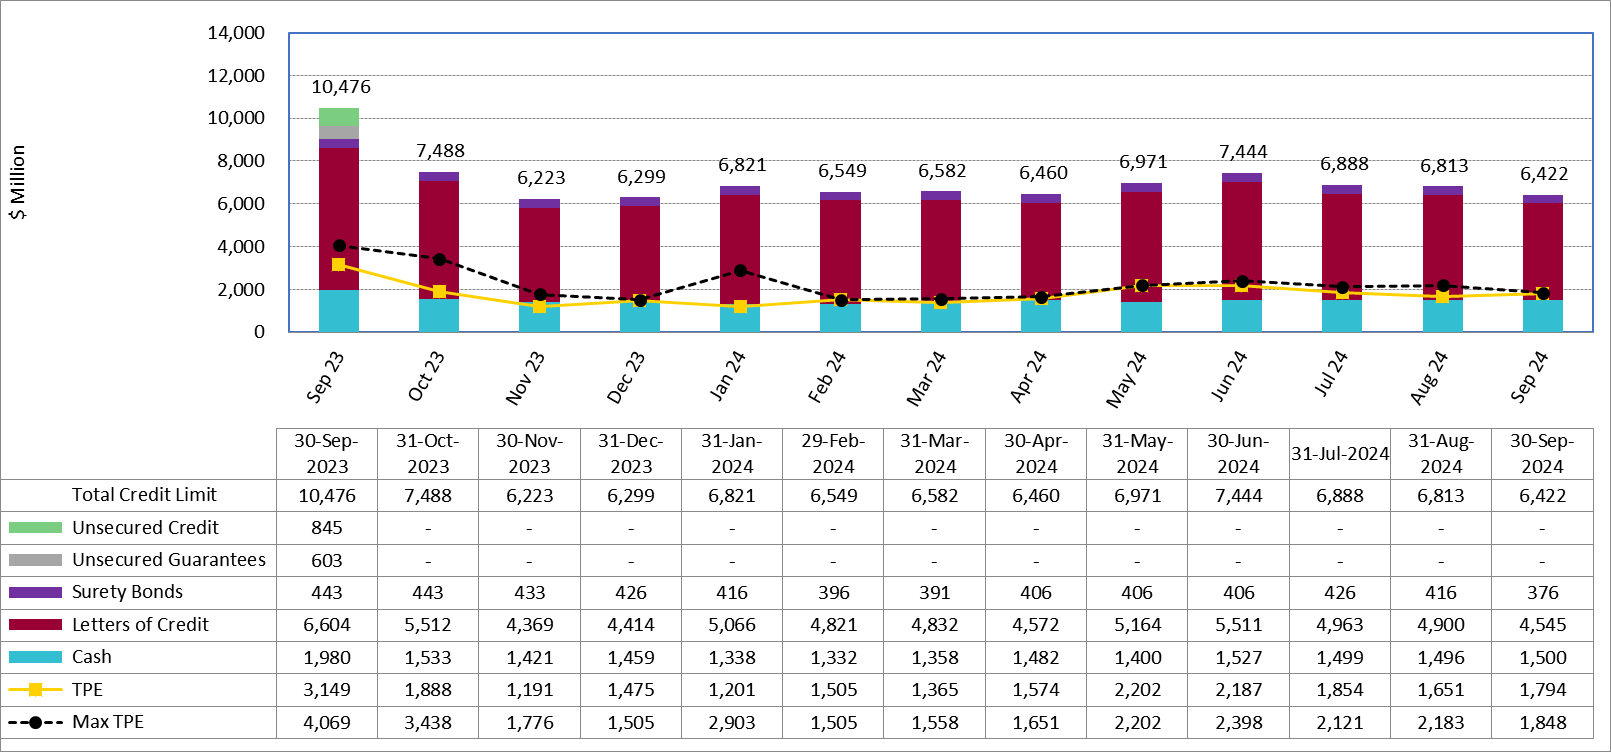 14,000
12,000
10,000
8,000
6,000
4,000
2,000
0
$ Million
10,476
7,488
6,223
6,299
6,821
6,549
6,582
6,460
6,971
7,444
6,888
6,813
6,422
Sep 23
Oct 23
Nov 23
Dec 23
Jan 24
Feb 24
Mar 24
Apr 24
May 24
Jun 24
Jul 24
Aug 24
Sep 24
30-Sep- 31-Oct- 30-Nov- 31-Dec- 31-Jan- 29-Feb- 31-Mar- 30-Apr- 31-May- 30-Jun- 31-Jul-2024 31-Aug- 30-Sep-
2023 2023 2023 2023 2024 2024 2024 2024 2024 2024 2024 2024
Total Credit Limit 10,476 7,488 6,223 6,299 6,821 6,549 6,582 6,460 6,971 7,444 6,888 6,813 6,422
Unsecured Credit 845 - - - - - - - - - - - -
Unsecured Guarantees 603 - - - - - - - - - - - -
Surety Bonds 443 443 433 426 416 396 391 406 406 406 426 416 376
Letters of Credit 6,604 5,512 4,369 4,414 5,066 4,821 4,832 4,572 5,164 5,511 4,963 4,900 4,545
Cash 1,980 1,533 1,421 1,459 1,338 1,332 1,358 1,482 1,400 1,527 1,499 1,496 1,500
TPE 3,149 1,888 1,191 1,475 1,201 1,505 1,365 1,574 2,202 2,187 1,854 1,651 1,794
Max TPE 4,069 3,438 1,776 1,505 2,903 1,505 1,558 1,651 2,202 2,398 2,121 2,183 1,848